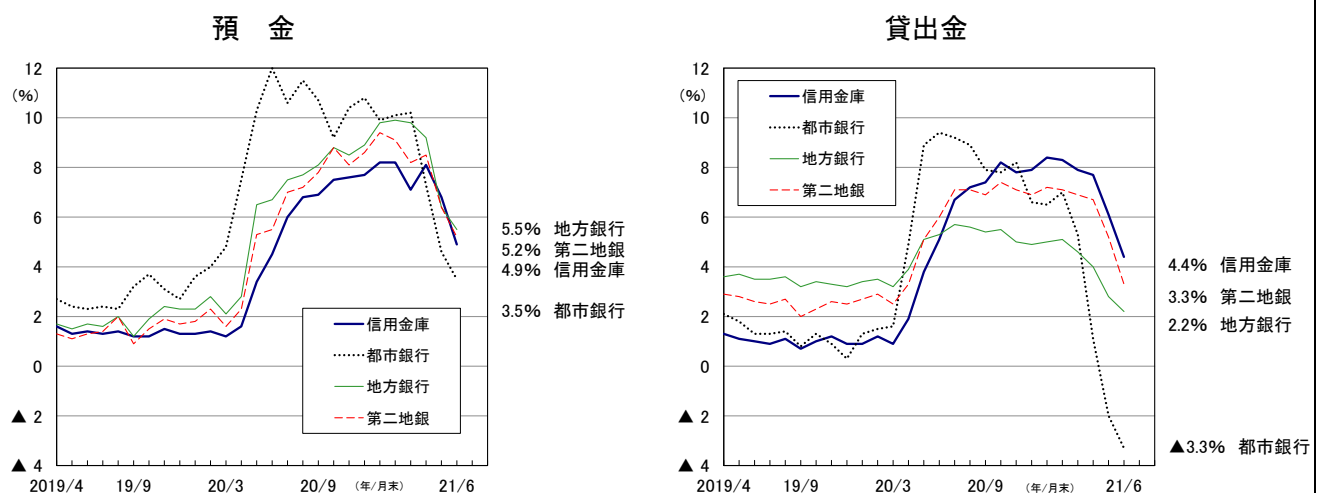 預　金
12
(%)
10
8
6
4
2
0
▲ 2
▲ 4
信用金庫
都市銀行
地方銀行
第二地銀
5.5% 地方銀行
5.2% 第二地銀
4.9% 信用金庫
3.5% 都市銀行
2019/4 19/9 20/3 20/9 (年/月末) 21/6
貸出金
12
(%)
10
8
6
4
2
0
▲ 2
▲ 4
信用金庫
都市銀行
地方銀行
第二地銀
4.4% 信用金庫
3.3% 第二地銀
2.2% 地方銀行
▲3.3% 都市銀行
2019/4 19/9 20/3 20/9 (年/月末) 21/6